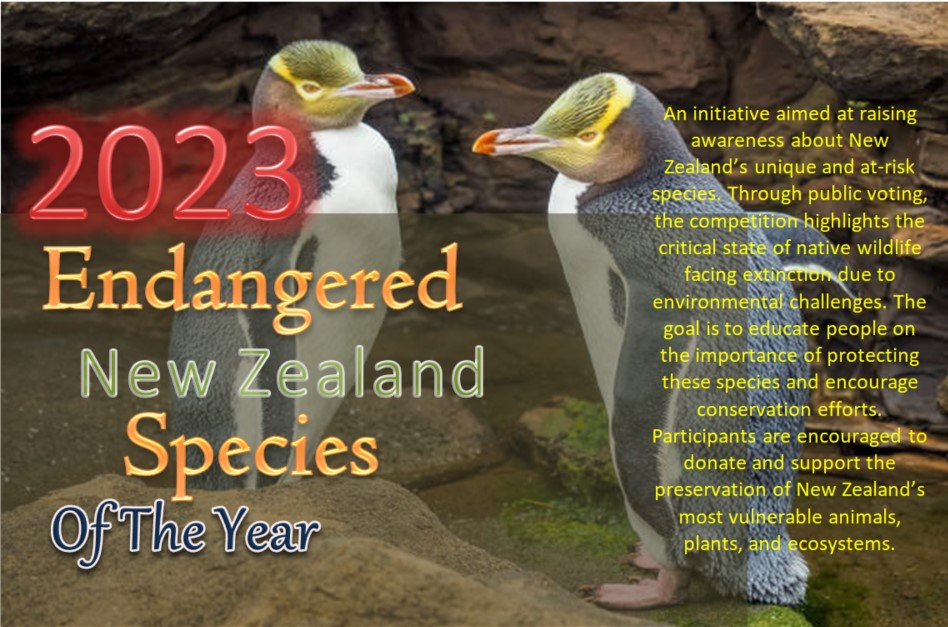 2023
Endangered
New Zealand
Species
Of The Year
An initiative aimed at raising
awareness about New
Zealand’s unique and at-risk
species. Through public voting,
the competition highlights the
critical state of native wildlife
facing extinction due to
environmental challenges. The
goal is to educate people on
the importance of protecting
these species and encourage
conservation efforts.
Participants are encouraged to
donate and support the
preservation of New Zealand’s
most vulnerable animals,
plants, and ecosystems.